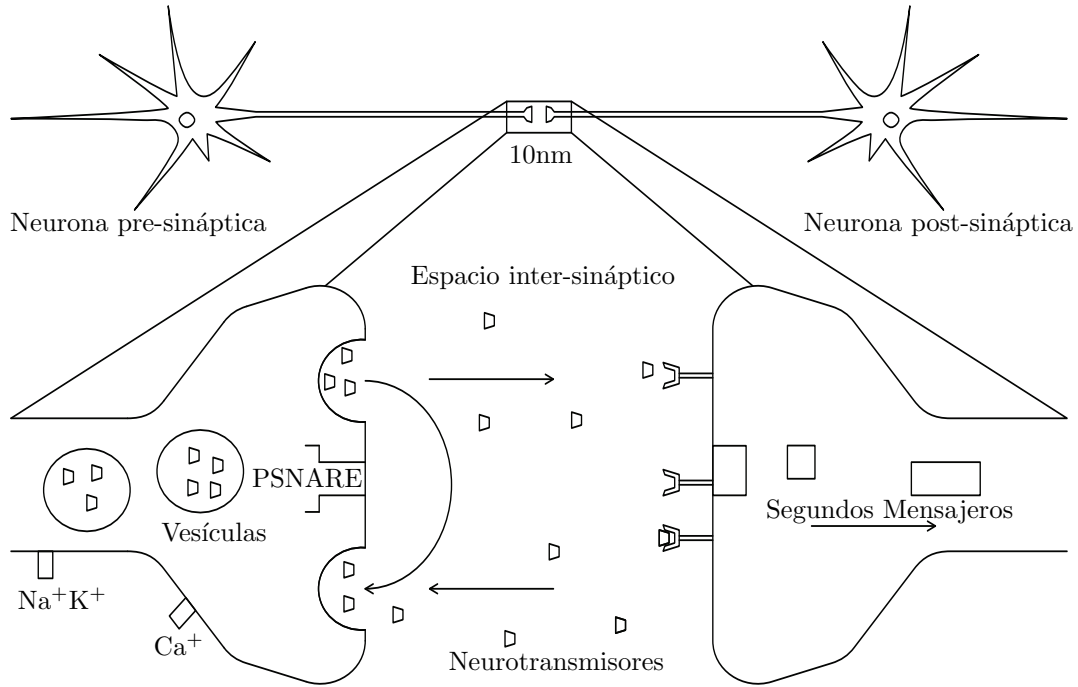 10nm
Neurona pre-sináptica
Neurona post-sináptica
Espacio inter-sináptico
PSNARE
Vesículas
Segundos Mensajeros
Na⁺K⁺
Ca⁺
Neurotransmisores